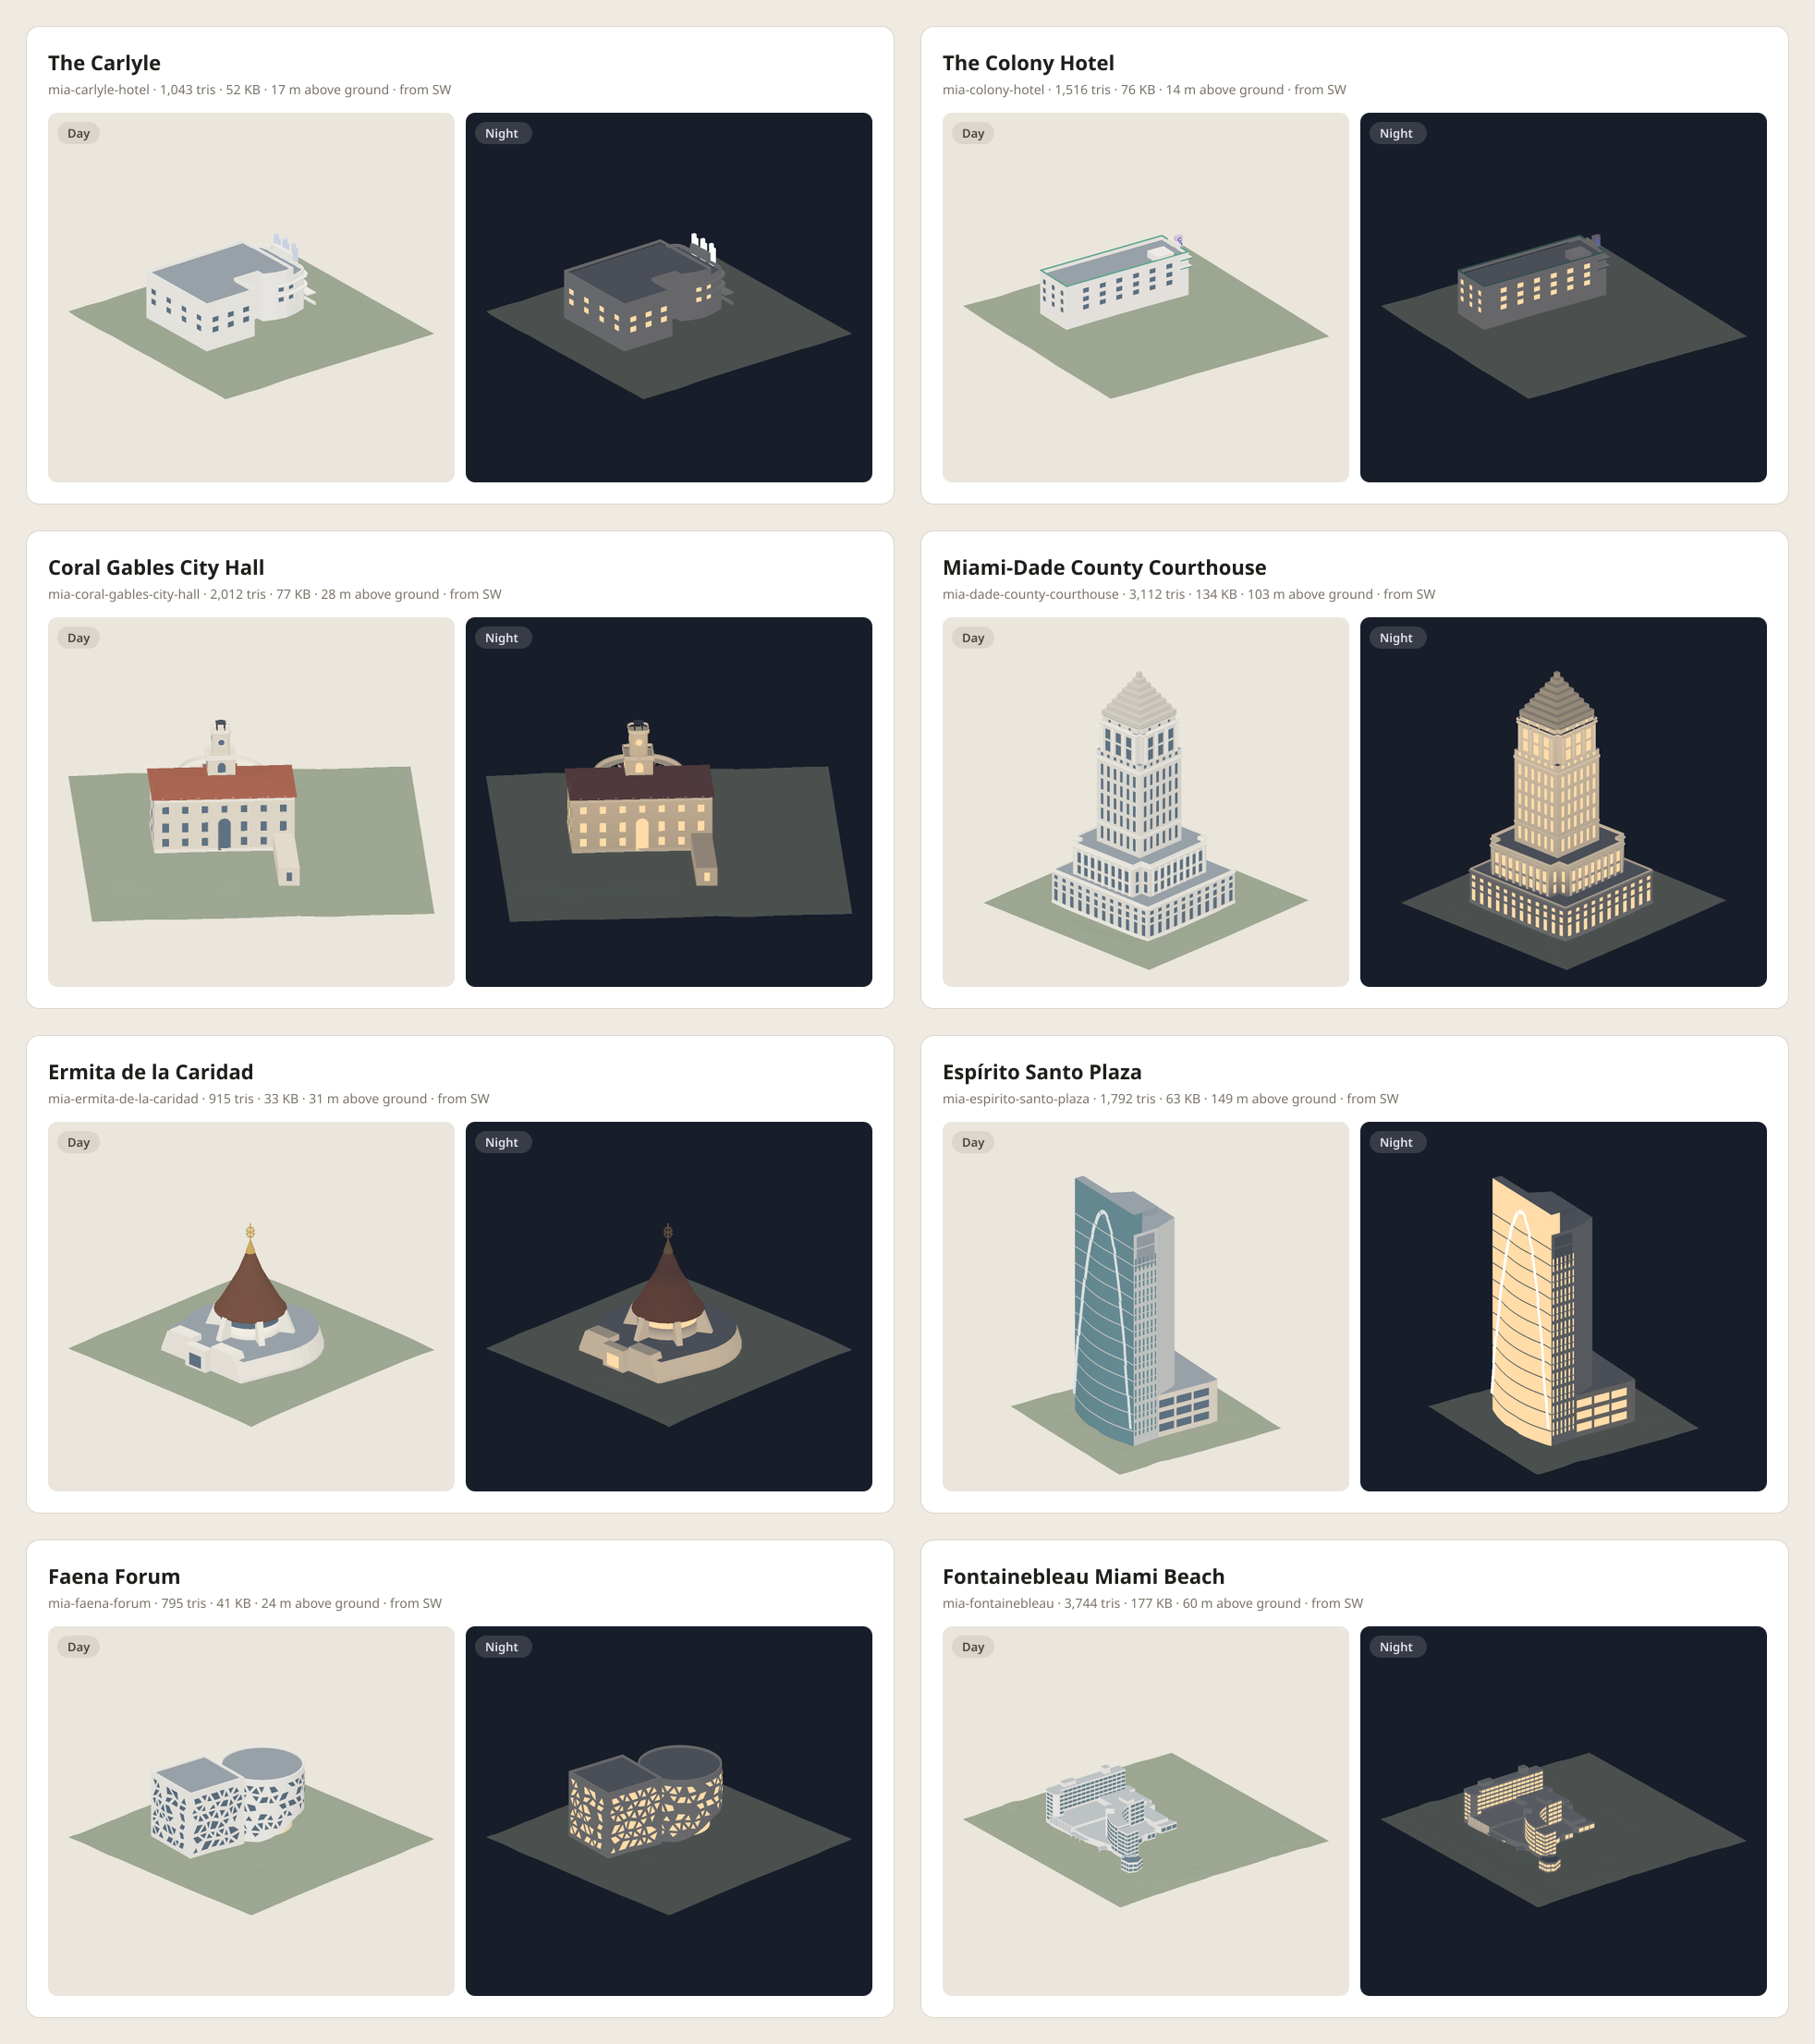 The Carlyle
mia-carlyle-hotel · 1,043 tris · 52 KB · 17 m above ground · from SW
Day
Night
The Colony Hotel
mia-colony-hotel · 1,516 tris · 76 KB · 14 m above ground · from SW
Day
Night
Coral Gables City Hall
mia-coral-gables-city-hall · 2,012 tris · 77 KB · 28 m above ground · from SW
Day
Night
Miami-Dade County Courthouse
mia-dade-county-courthouse · 3,112 tris · 134 KB · 103 m above ground · from SW
Day
Night
Ermita de la Caridad
mia-ermita-de-la-caridad · 915 tris · 33 KB · 31 m above ground · from SW
Day
Night
Espírito Santo Plaza
mia-espirito-santo-plaza · 1,792 tris · 63 KB · 149 m above ground · from SW
Day
Night
Faena Forum
mia-faena-forum · 795 tris · 41 KB · 24 m above ground · from SW
Day
Night
Fontainebleau Miami Beach
mia-fontainebleau · 3,744 tris · 177 KB · 60 m above ground · from SW
Day
Night